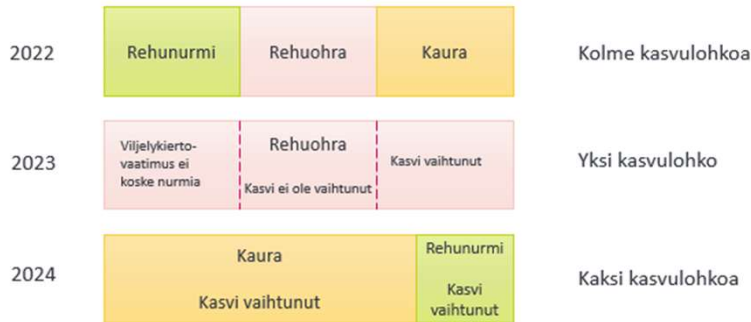 2022
Rehunurmi
Rehuohra
Kaura
Kolme kasvulohkoa
2023
Viljelykierto-
vaatimus ei
koske nurmia
Rehuohra
Kasvi ei ole vaihtunut
Kasvi vaihtunut
Yksi kasvulohko
2024
Kaura
Kasvi vaihtunut
Rehunurmi
Kasvi
vaihtunut
Kaksi kasvulohkoa